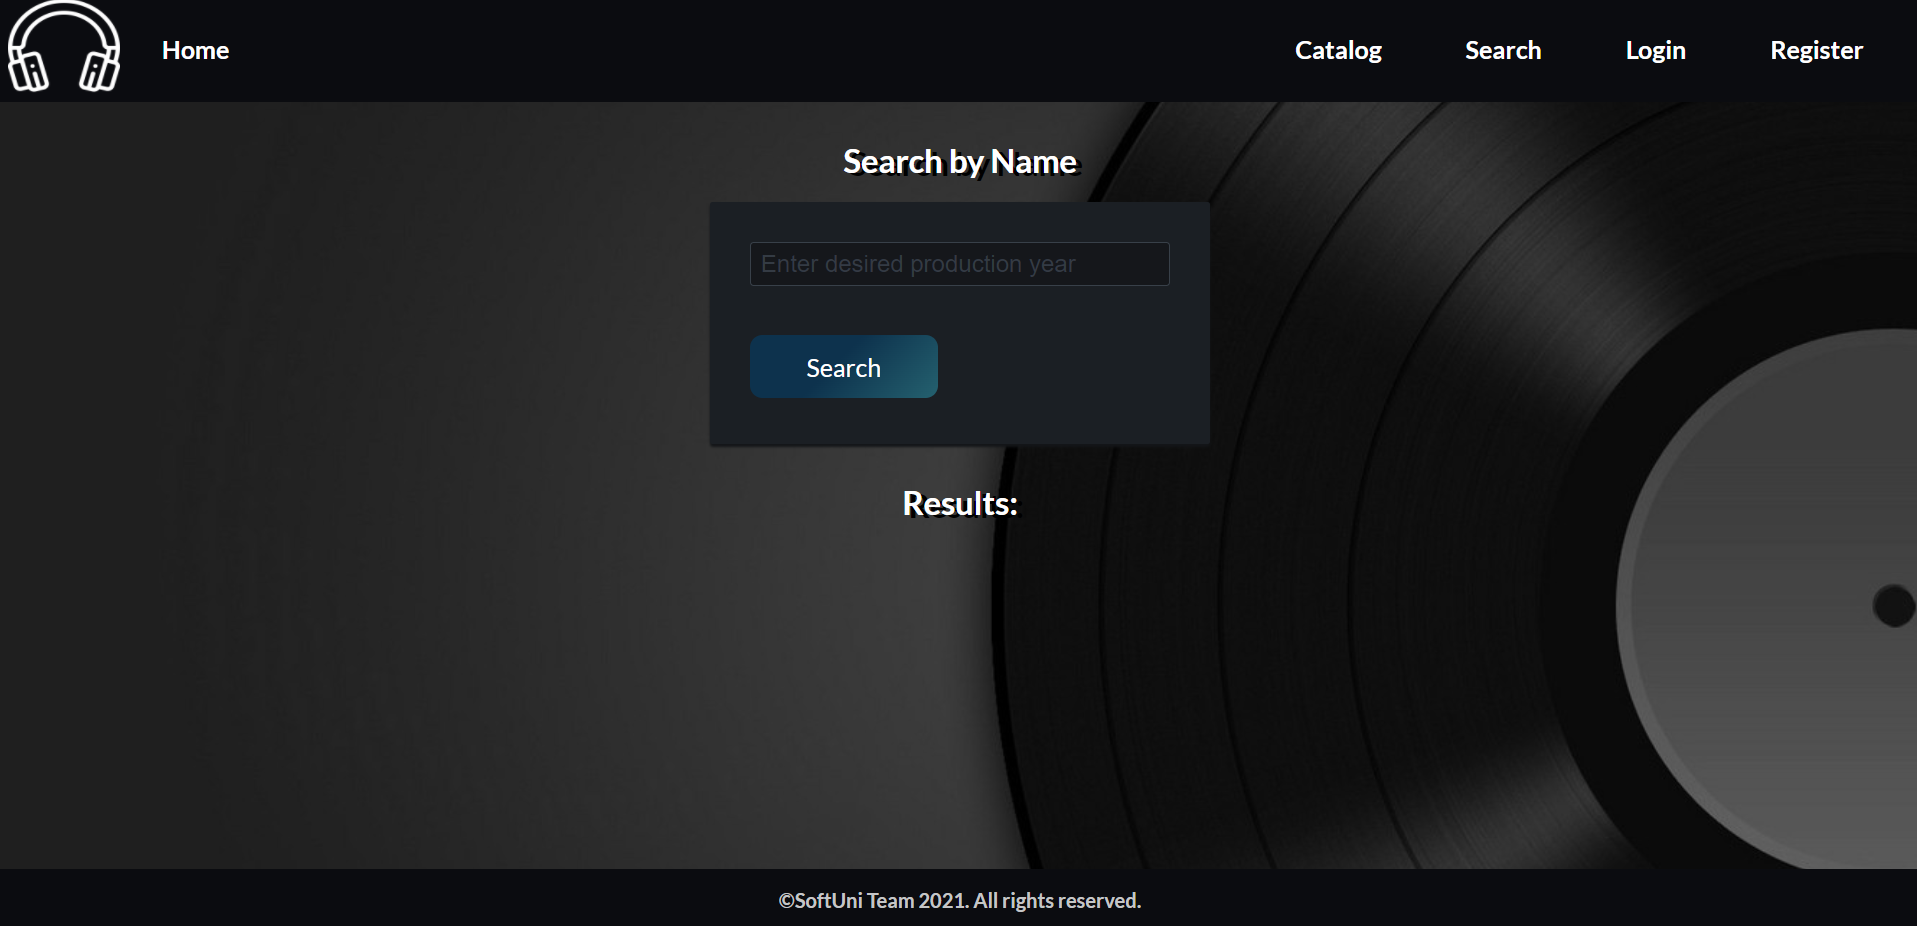 Home
Catalog
Search
Login
Register
Search by Name
Enter desired production year
Search
Results:
©SoftUni Team 2021. All rights reserved.